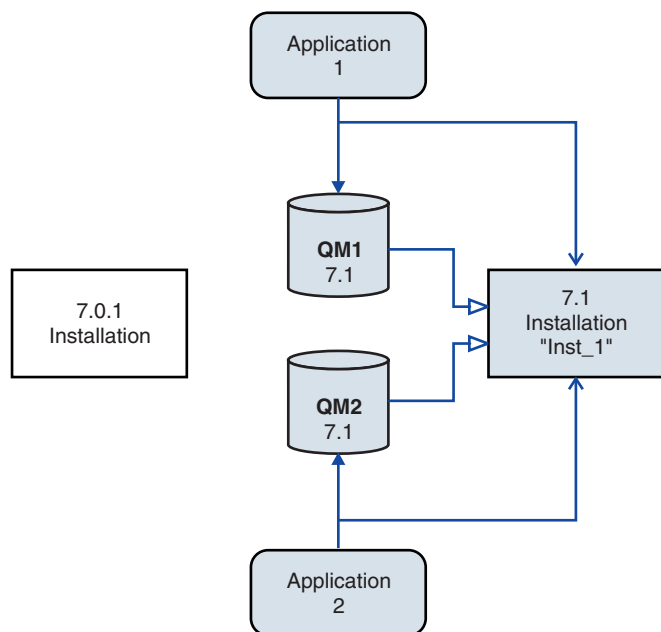 Application
1
QM1
7.1
7.0.1
Installation
7.1
Installation
"Inst_1"
QM2
7.1
Application
2